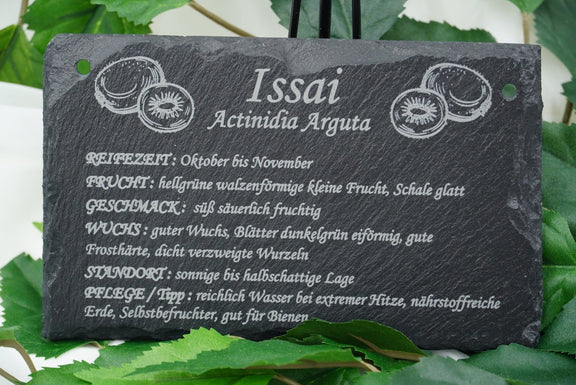 Issai
Actinidia Arguta
REIFEZEIT : Oktober bis November
FRUCHT : hellgrüne walzenförmige kleine Frucht, Schale glatt
GESCHMACK : süß säuerlich fruchtig
WUCHS : guter Wuchs, Blätter dunkelgrün eiförmig, gute
Frosthärte, dicht verzweigte Wurzeln
STANDORT : sonnige bis halbschattige Lage
PFLEGE / Tipp : reichlich Wasser bei extremer Hitze, nährstoffreiche
Erde, Selbstbefruchter, gut für Bienen